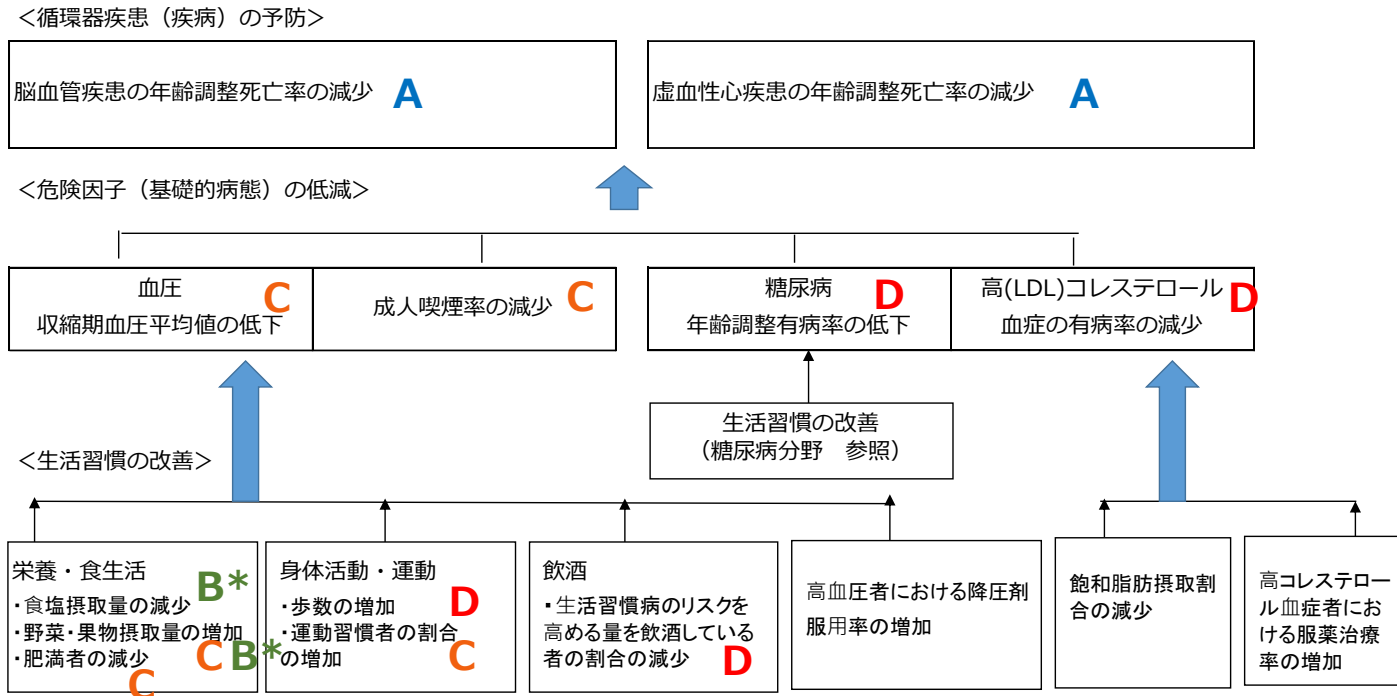 <循環器疾患（疾病）の予防>
脳血管疾患の年齢調整死亡率の減少 A
虚血性心疾患の年齢調整死亡率の減少 A
<危険因子（基礎的病態）の低減>
血圧 C
収縮期血圧平均値の低下
成人喫煙率の減少 C
糖尿病 D
年齢調整有病率の低下
高(LDL)コレステロール D
血症の有病率の減少
生活習慣の改善
（糖尿病分野　参照）
<生活習慣の改善>
栄養・食生活
・食塩摂取量の減少 B*
・野菜・果物摂取量の増加
・肥満者の減少 C B*
C
身体活動・運動
・歩数の増加 D
・運動習慣者の割合
の増加 C
飲酒
・生活習慣病のリスクを
高める量を飲酒している
者の割合の減少 D
高血圧者における降圧剤
服用率の増加
飽和脂肪摂取割
合の減少
高コレステロー
ル血症者にお
ける服薬治療
率の増加